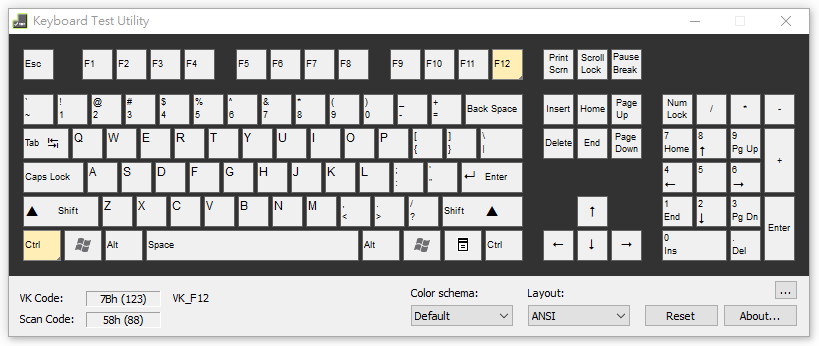 Keyboard Test Utility
Esc F1 F2 F3 F4 F5 F6 F7 F8 F9 F10 F11 F12 Print Scrn Scroll Lock Pause Break
` ~ ! 1 @ 2 # 3 $ 4 % 5 ^ 6 & 7 * 8 ( 9 ) 0 _ - + = Back Space Insert Home Page Up Num Lock / * -
Tab Q W E R T Y U I O P [ { ] } \ | Delete End Page Down 7 Home 8 ↑ 9 Pg Up +
Caps Lock A S D F G H J K L ; : ' " ↵ Enter 4 ← 5 6 →
▲ Shift Z X C V B N M , < . > / ? Shift ▲ ↑ 1 End 2 ↓ 3 Pg Dn Enter
Ctrl Alt Space Alt Ctrl ← ↓ → 0 Ins . Del
VK Code: 7Bh (123) VK_F12 Color schema: Layout: ...
Scan Code: 58h (88) Default ANSI Reset About...